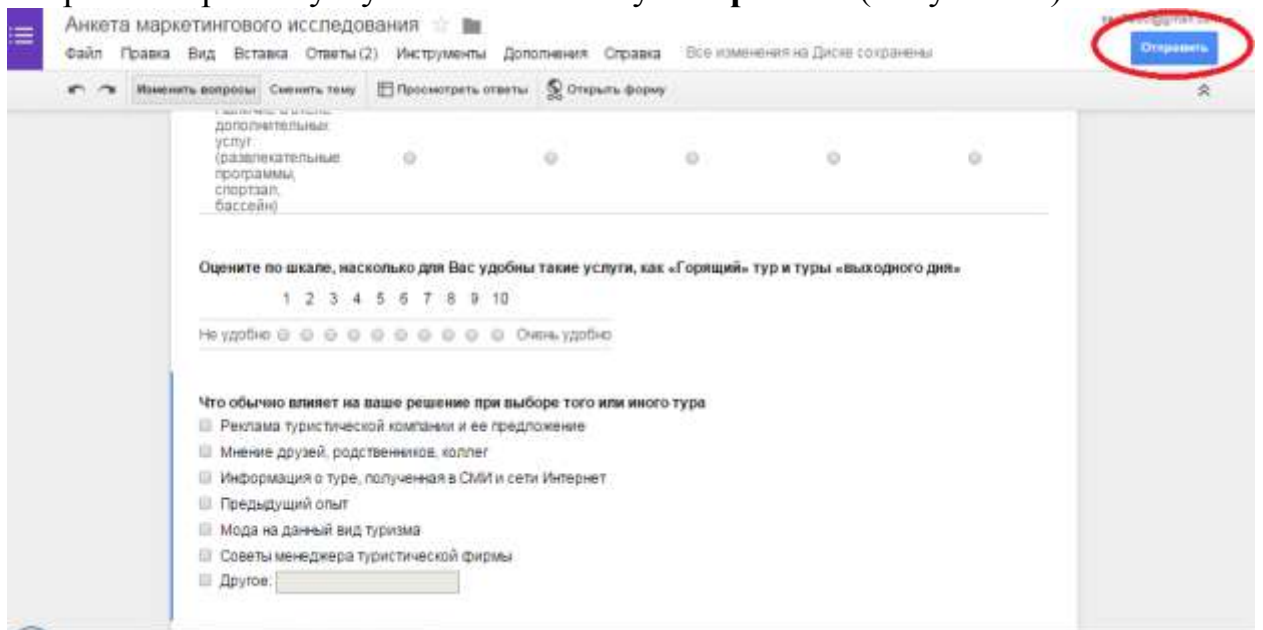 Анкета маркетингового исследования
Файл Правка Вид Вставка Ответы (2) Инструменты Дополнения Справка Все изменения на Диске сохранены
Отправить
Изменить вопросы Сменить тему Просмотреть ответы Открыть форму
дополнительных
услуг
(развлекательные
программы,
спортзал,
бассейн)
Оцените по шкале, насколько для Вас удобны такие услуги, как «Горящий» тур и туры «выходного дня»
1 2 3 4 5 6 7 8 9 10
Не удобно Очень удобно
Что обычно влияет на ваше решение при выборе того или иного тура
Реклама туристической компании и ее предложение
Мнение друзей, родственников, коллег
Информация о туре, полученная в СМИ и сети Интернет
Предыдущий опыт
Мода на данный вид туризма
Советы менеджера туристической фирмы
Другое: